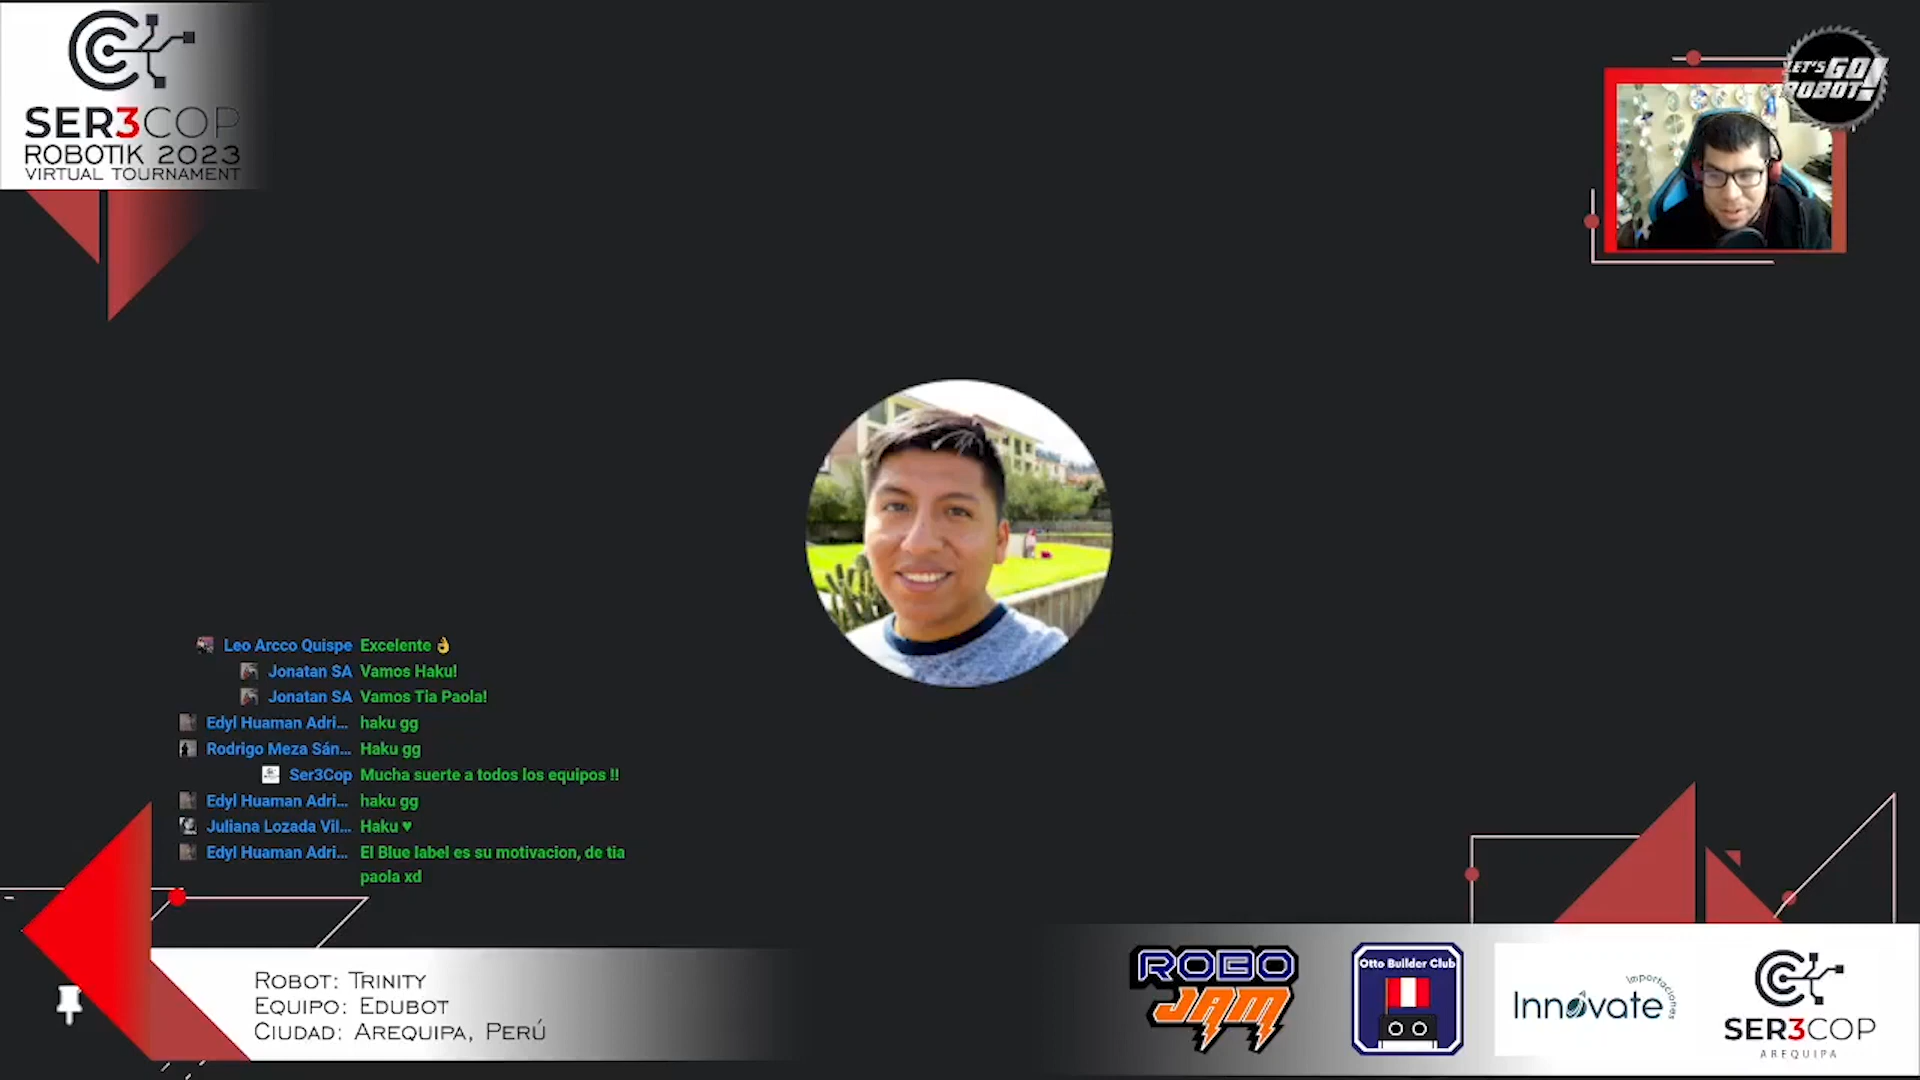 SER3COP
ROBOTIK 2023
VIRTUAL TOURNAMENT
LET'S GO
ROBOT!
Leo Arcco Quispe Excelente 👌
Jonatan SA Vamos Haku!
Jonatan SA Vamos Tia Paola!
Edyl Huaman Adri... haku gg
Rodrigo Meza Sán... Haku gg
Ser3Cop Mucha suerte a todos los equipos !!
Edyl Huaman Adri... haku gg
Juliana Lozada Vil... Haku ♥
Edyl Huaman Adri... El Blue label es su motivacion, de tia
paola xd
Robot: Trinity
Equipo: Edubot
Ciudad: Arequipa, Perú
ROBO
JAM
Otto Builder Club
Innovate
Importaciones
SER3COP
AREQUIPA